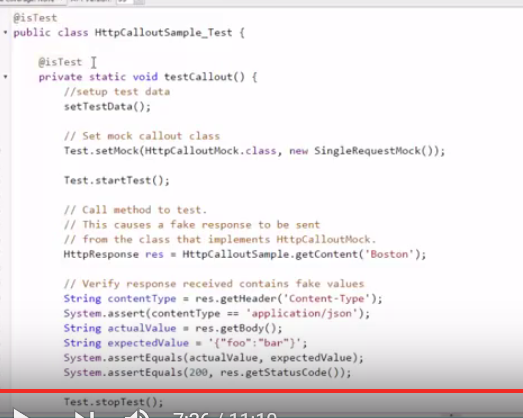 @isTest
public class HttpCalloutSample_Test {
@isTest
private static void testCallout() {
//setup test data
setTestData();
// Set mock callout class
Test.setMock(HttpCalloutMock.class, new SingleRequestMock());
Test.startTest();
// Call method to test.
// This causes a fake response to be sent
// from the class that implements HttpCalloutMock.
HttpResponse res = HttpCalloutSample.getContent('Boston');
// Verify response received contains fake values
String contentType = res.getHeader('Content-Type');
System.assert(contentType == 'application/json');
String actualValue = res.getBody();
String expectedValue = '{"foo":"bar"}';
System.assertEquals(actualValue, expectedValue);
System.assertEquals(200, res.getStatusCode());
Test.stopTest();